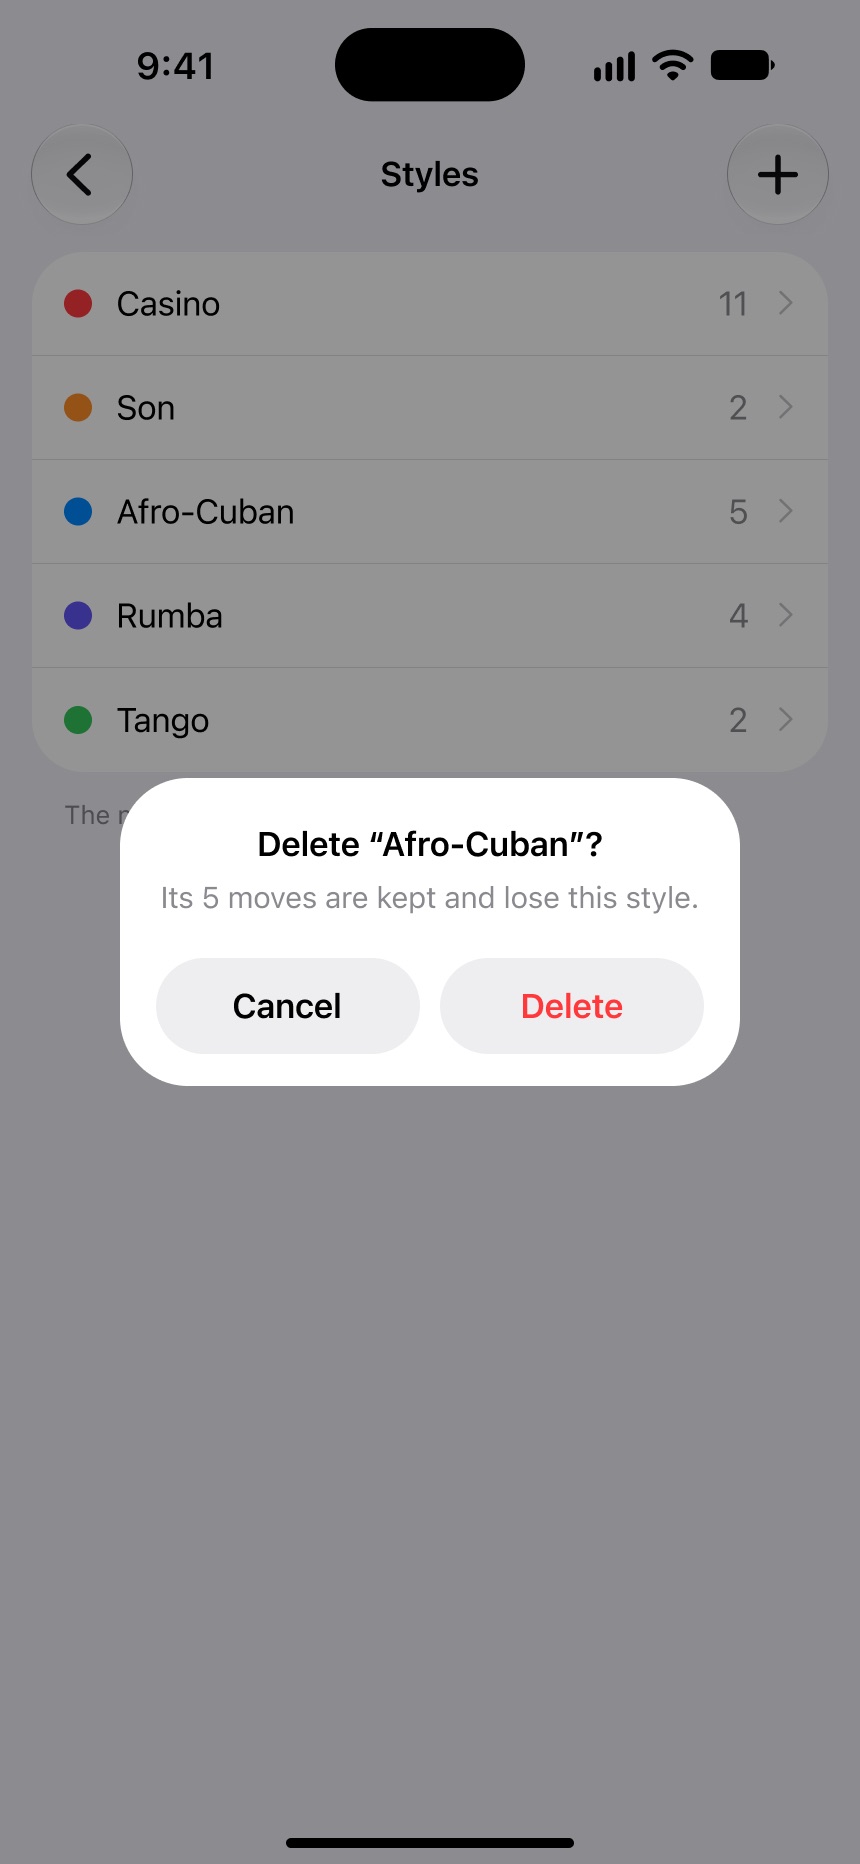 9:41
Styles
Casino 11
Son 2
Afro-Cuban 5
Rumba 4
Tango 2
The
Delete “Afro-Cuban”?
Its 5 moves are kept and lose this style.
Cancel Delete